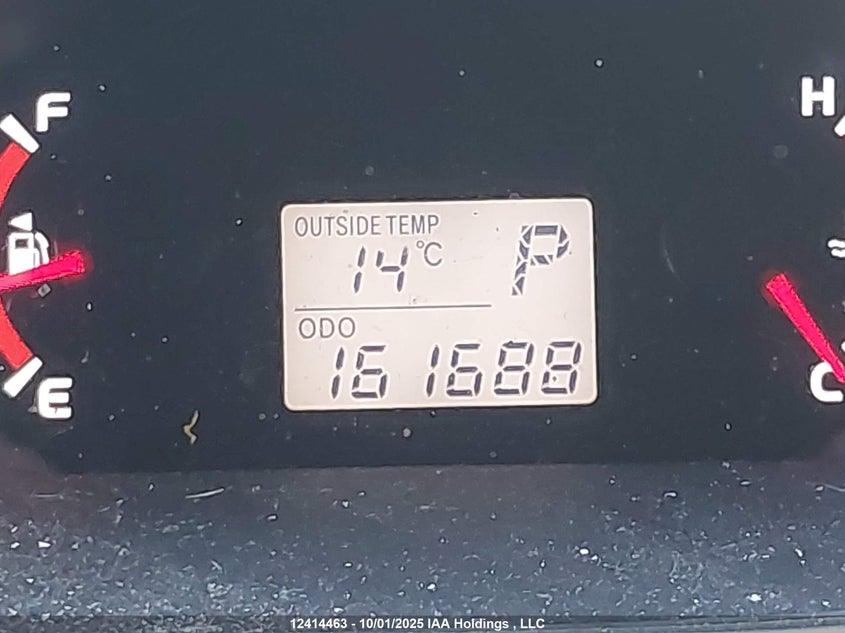 F
H
OUTSIDE TEMP
14°C P
ODO
161688
E
C
12414463 - 10/01/2025 IAA Holdings , LLC